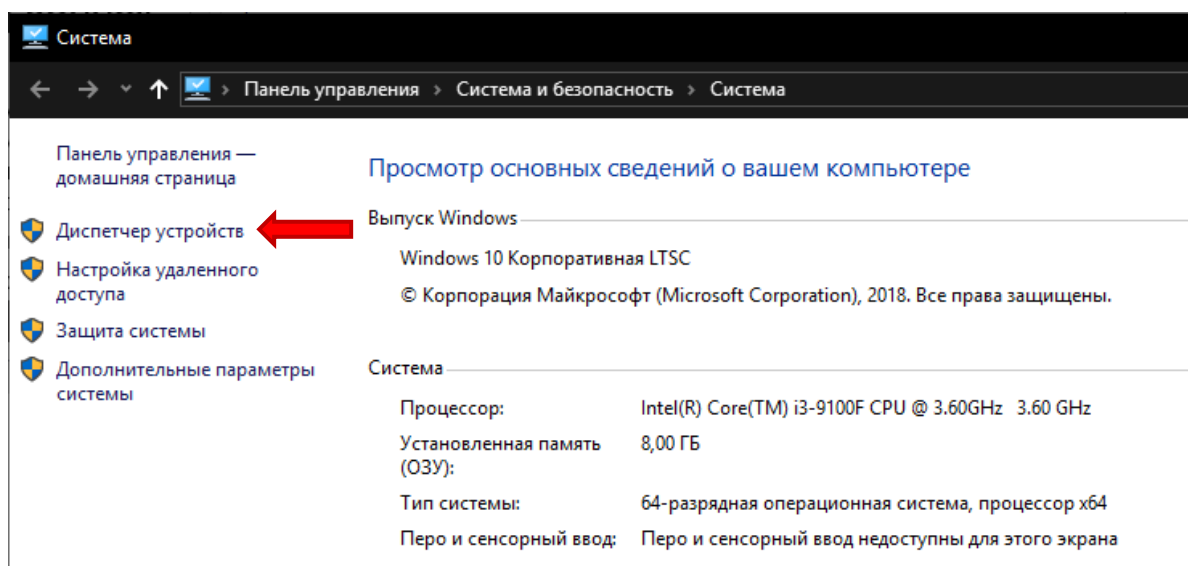 Система
Панель управления › Система и безопасность › Система
Панель управления —
домашняя страница
Диспетчер устройств
Настройка удаленного
доступа
Защита системы
Дополнительные параметры
системы
Просмотр основных сведений о вашем компьютере
Выпуск Windows
Windows 10 Корпоративная LTSC
© Корпорация Майкрософт (Microsoft Corporation), 2018. Все права защищены.
Система
Процессор: Intel(R) Core(TM) i3-9100F CPU @ 3.60GHz 3.60 GHz
Установленная память 8,00 ГБ
(ОЗУ):
Тип системы: 64-разрядная операционная система, процессор x64
Перо и сенсорный ввод: Перо и сенсорный ввод недоступны для этого экрана